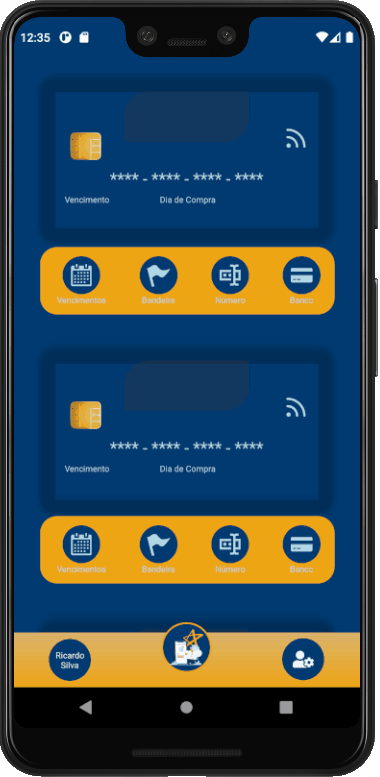 12:35
**** - **** - **** - ****
Vencimento Dia de Compra
Vencimentos Bandeira Número Banco
**** - **** - **** - ****
Vencimento Dia de Compra
Vencimentos Bandeira Número Banco
Ricardo
Silva